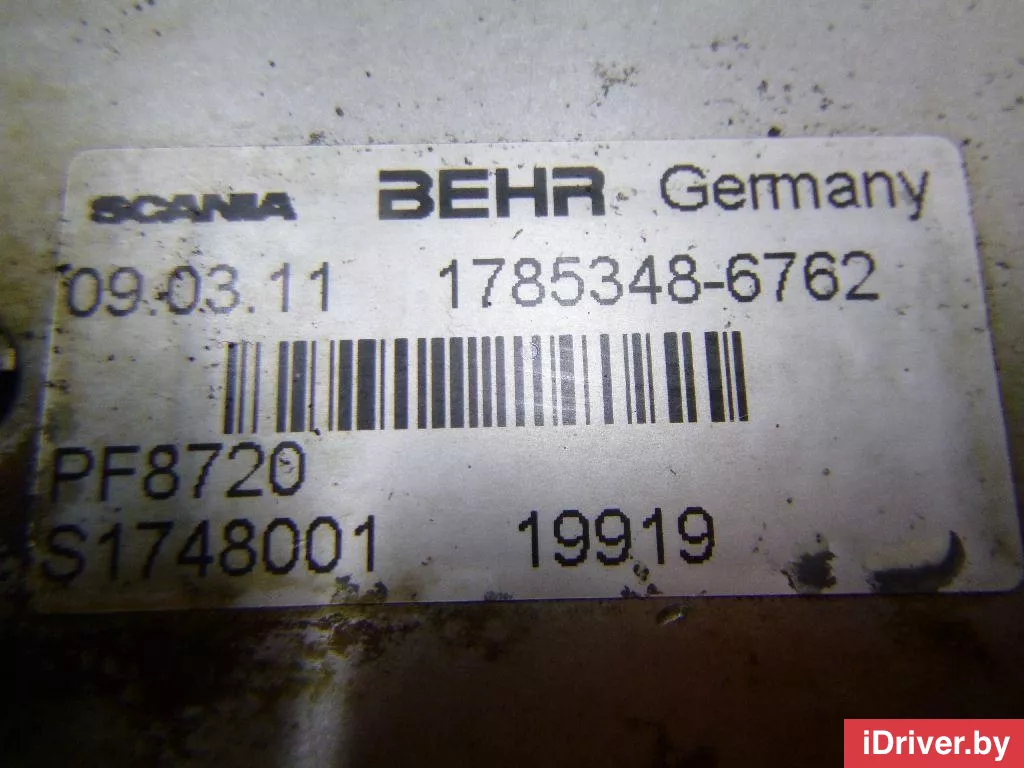 SCANIA BEHR Germany
09.03.11 1785348-6762
PF8720
S1748001 19919
iDriver.by